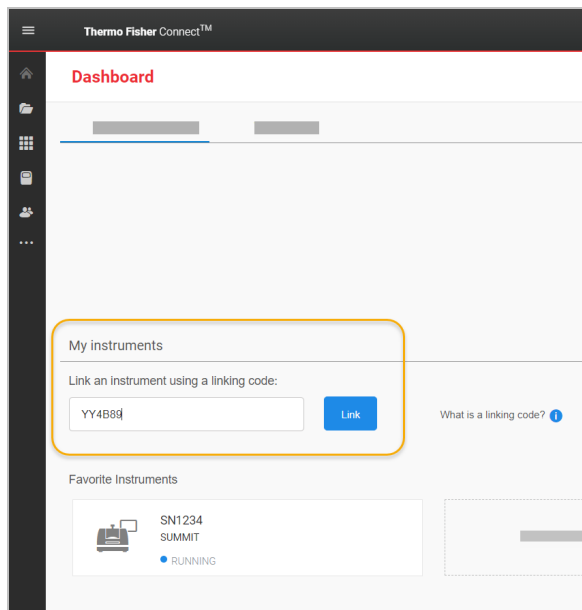 Thermo Fisher Connect™
Dashboard
My instruments
Link an instrument using a linking code:
YY4B89
Link
What is a linking code? i
Favorite Instruments
SN1234
SUMMIT
RUNNING